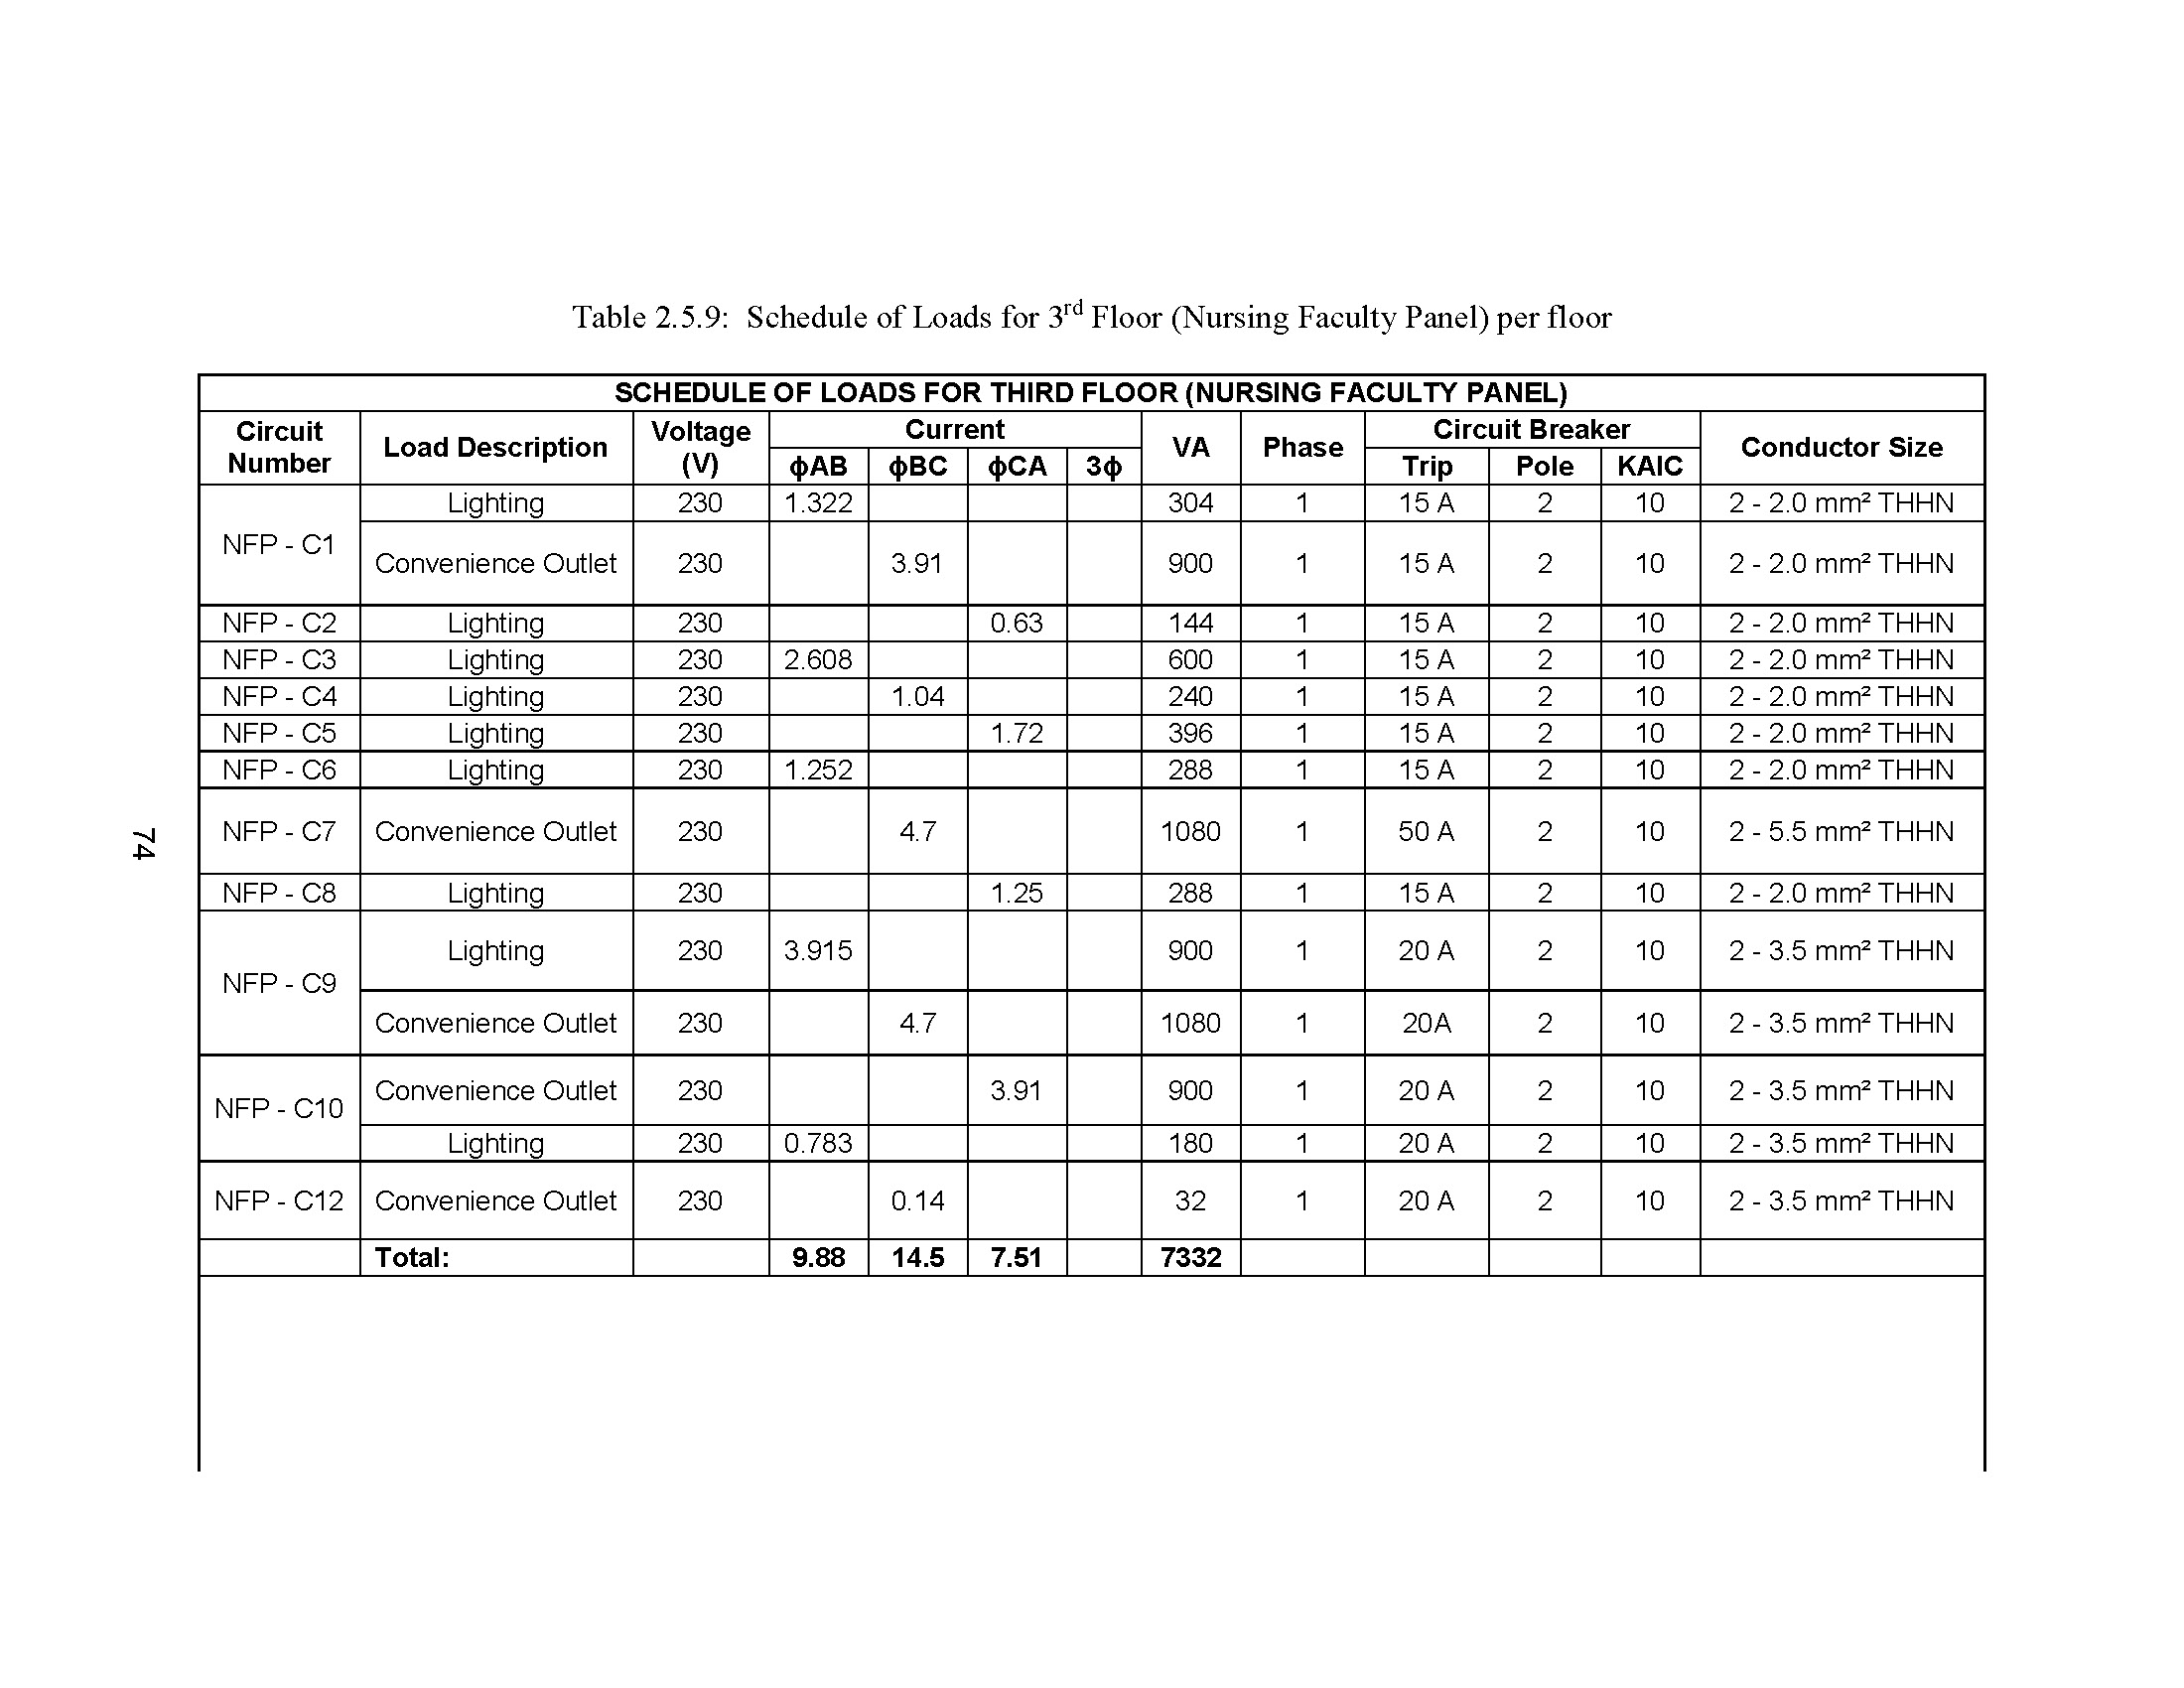 Table 2.5.9: Schedule of Loads for 3rd Floor (Nursing Faculty Panel) per floor
SCHEDULE OF LOADS FOR THIRD FLOOR (NURSING FACULTY PANEL)
Circuit Number Load Description Voltage (V) Current VA Phase Circuit Breaker Conductor Size
ϕAB ϕBC ϕCA 3ϕ Trip Pole KAIC
NFP - C1 Lighting 230 1.322 304 1 15 A 2 10 2 - 2.0 mm² THHN
Convenience Outlet 230 3.91 900 1 15 A 2 10 2 - 2.0 mm² THHN
NFP - C2 Lighting 230 0.63 144 1 15 A 2 10 2 - 2.0 mm² THHN
NFP - C3 Lighting 230 2.608 600 1 15 A 2 10 2 - 2.0 mm² THHN
NFP - C4 Lighting 230 1.04 240 1 15 A 2 10 2 - 2.0 mm² THHN
NFP - C5 Lighting 230 1.72 396 1 15 A 2 10 2 - 2.0 mm² THHN
NFP - C6 Lighting 230 1.252 288 1 15 A 2 10 2 - 2.0 mm² THHN
NFP - C7 Convenience Outlet 230 4.7 1080 1 50 A 2 10 2 - 5.5 mm² THHN
NFP - C8 Lighting 230 1.25 288 1 15 A 2 10 2 - 2.0 mm² THHN
NFP - C9 Lighting 230 3.915 900 1 20 A 2 10 2 - 3.5 mm² THHN
Convenience Outlet 230 4.7 1080 1 20A 2 10 2 - 3.5 mm² THHN
NFP - C10 Convenience Outlet 230 3.91 900 1 20 A 2 10 2 - 3.5 mm² THHN
Lighting 230 0.783 180 1 20 A 2 10 2 - 3.5 mm² THHN
NFP - C12 Convenience Outlet 230 0.14 32 1 20 A 2 10 2 - 3.5 mm² THHN
Total: 9.88 14.5 7.51 7332
74